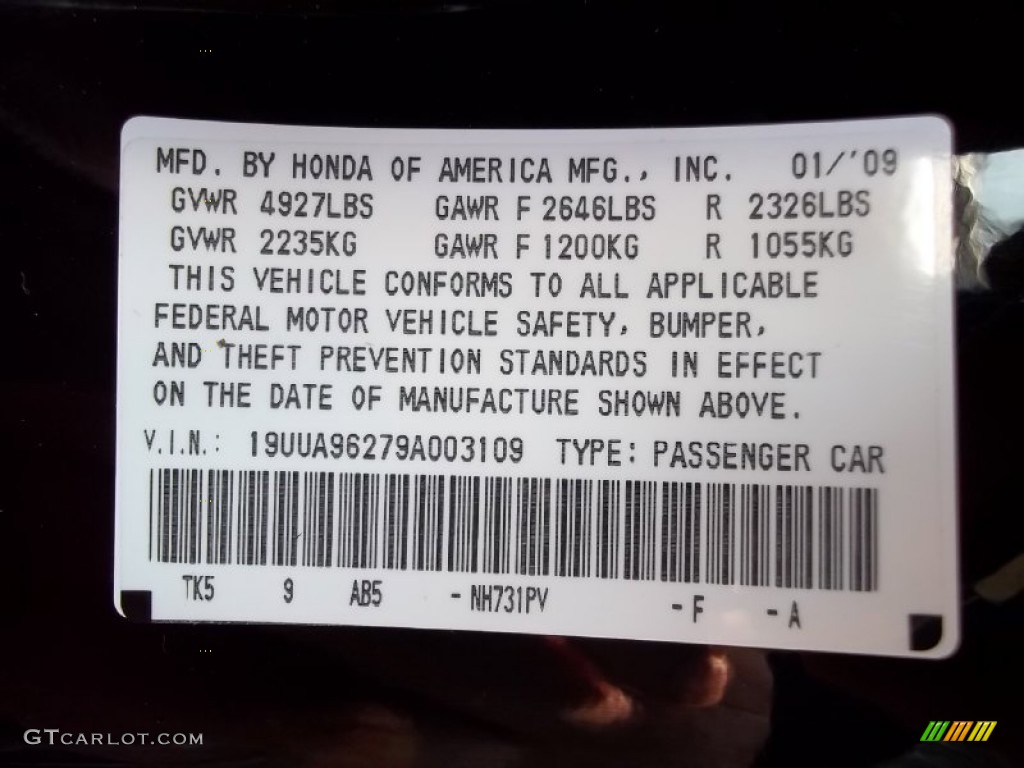 MFD. BY HONDA OF AMERICA MFG., INC. 01/'09
GVWR 4927LBS GAWR F 2646LBS R 2326LBS
GVWR 2235KG GAWR F 1200KG R 1055KG
THIS VEHICLE CONFORMS TO ALL APPLICABLE
FEDERAL MOTOR VEHICLE SAFETY, BUMPER,
AND THEFT PREVENTION STANDARDS IN EFFECT
ON THE DATE OF MANUFACTURE SHOWN ABOVE.
V.I.N.: 19UUA96279A003109 TYPE: PASSENGER CAR
TK5 9 AB5 -NH731PV -F -A
GTCARLOT.COM